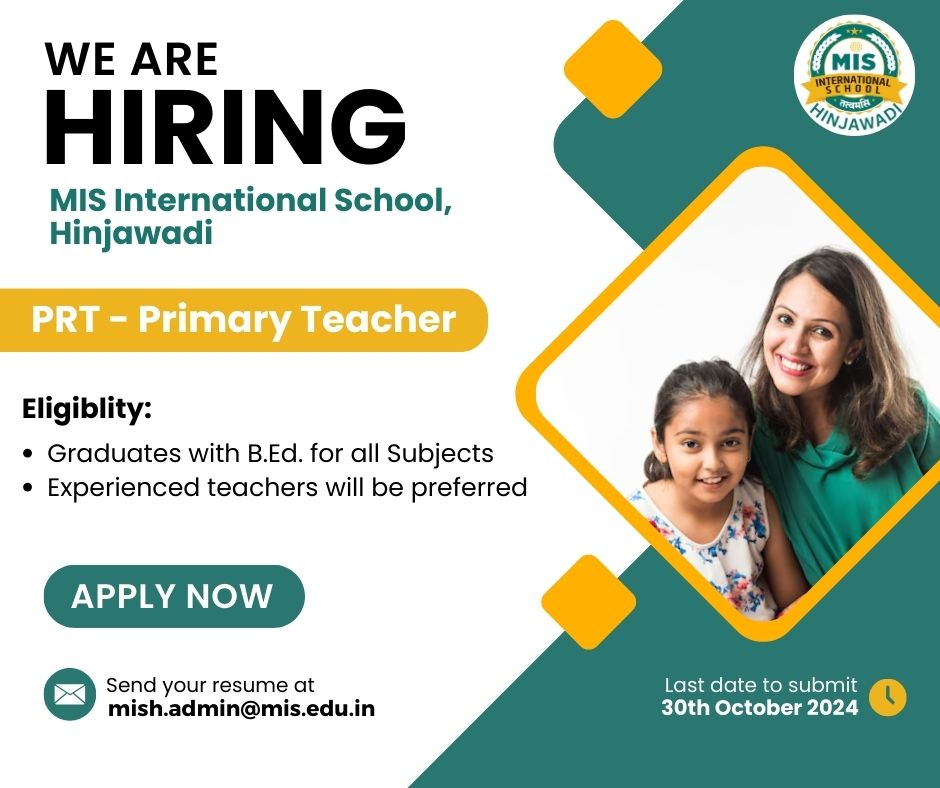 WE ARE
HIRING
MIS International School,
Hinjawadi
MIS
INTERNATIONAL
SCHOOL
तत्त्वमसि
HINJAWADI
PRT - Primary Teacher
Eligiblity:
• Graduates with B.Ed. for all Subjects
• Experienced teachers will be preferred
APPLY NOW
Send your resume at
mish.admin@mis.edu.in
Last date to submit
30th October 2024